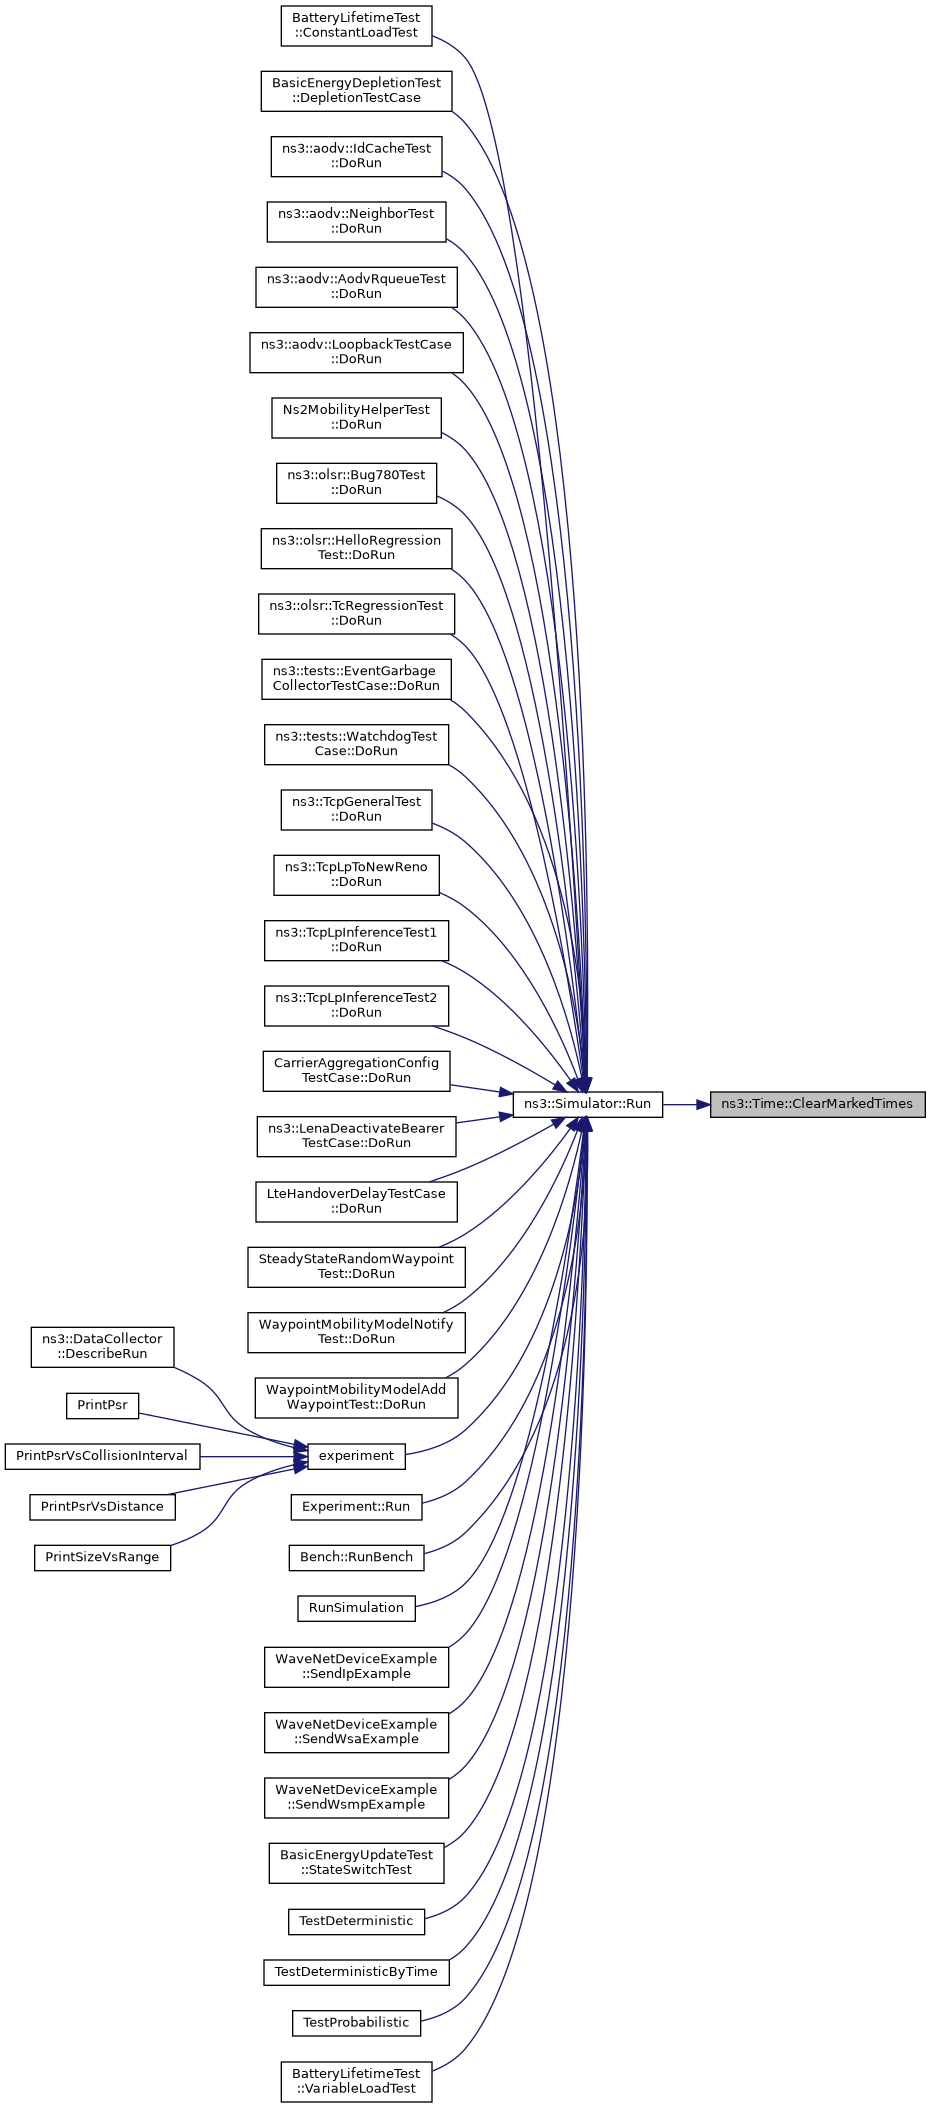 BatteryLifetimeTest
::ConstantLoadTest
BasicEnergyDepletionTest
::DepletionTestCase
ns3::aodv::IdCacheTest
::DoRun
ns3::aodv::NeighborTest
::DoRun
ns3::aodv::AodvRqueueTest
::DoRun
ns3::aodv::LoopbackTestCase
::DoRun
Ns2MobilityHelperTest
::DoRun
ns3::olsr::Bug780Test
::DoRun
ns3::olsr::HelloRegression
Test::DoRun
ns3::olsr::TcRegressionTest
::DoRun
ns3::tests::EventGarbage
CollectorTestCase::DoRun
ns3::tests::WatchdogTest
Case::DoRun
ns3::TcpGeneralTest
::DoRun
ns3::TcpLpToNewReno
::DoRun
ns3::TcpLpInferenceTest1
::DoRun
ns3::TcpLpInferenceTest2
::DoRun
CarrierAggregationConfig
TestCase::DoRun
ns3::Simulator::Run
ns3::Time::ClearMarkedTimes
ns3::LenaDeactivateBearer
TestCase::DoRun
LteHandoverDelayTestCase
::DoRun
SteadyStateRandomWaypoint
Test::DoRun
WaypointMobilityModelNotify
Test::DoRun
ns3::DataCollector
::DescribeRun
WaypointMobilityModelAdd
WaypointTest::DoRun
PrintPsr
PrintPsrVsCollisionInterval
experiment
PrintPsrVsDistance
Experiment::Run
PrintSizeVsRange
Bench::RunBench
RunSimulation
WaveNetDeviceExample
::SendIpExample
WaveNetDeviceExample
::SendWsaExample
WaveNetDeviceExample
::SendWsmpExample
BasicEnergyUpdateTest
::StateSwitchTest
TestDeterministic
TestDeterministicByTime
TestProbabilistic
BatteryLifetimeTest
::VariableLoadTest